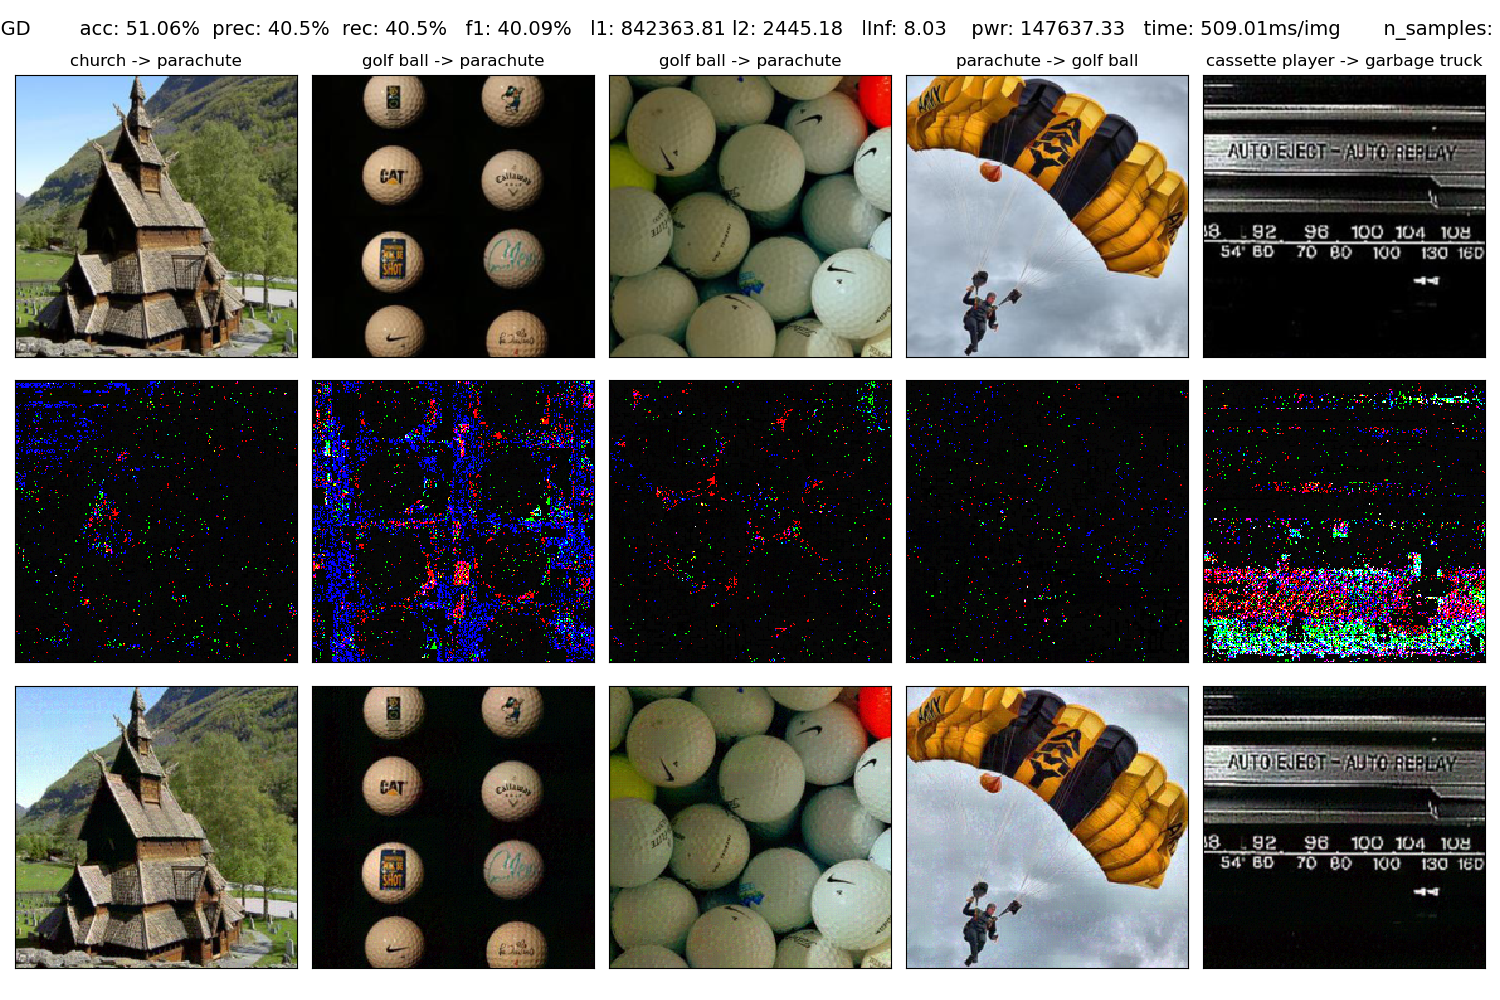 GD acc: 51.06% prec: 40.5% rec: 40.5% f1: 40.09% l1: 842363.81 l2: 2445.18 lInf: 8.03 pwr: 147637.33 time: 509.01ms/img n_samples:
church -> parachute
golf ball -> parachute
golf ball -> parachute
parachute -> golf ball
cassette player -> garbage truck
CAT
Callaway
GOLF
SHOT
AUTO EJECT - AUTO REPLAY
88 92 96 100 104 108
54' 60 70 80 100 130 160
CAT
Callaway
GOLF
SHOT
AUTO EJECT - AUTO REPLAY
88 92 96 100 104 108
54' 60 70 80 100 130 160